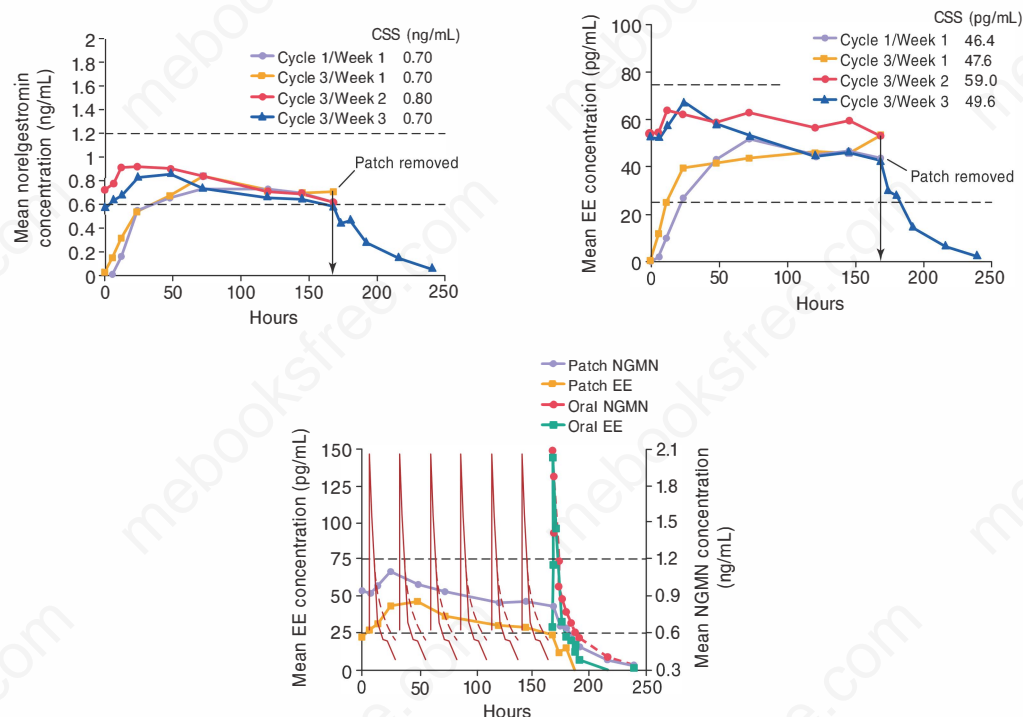 CSS (ng/mL)
Cycle 1/Week 1 0.70
Cycle 3/Week 1 0.70
Cycle 3/Week 2 0.80
Cycle 3/Week 3 0.70
Mean norelgestromin
concentration (ng/mL)
2
1.8
1.6
1.4
1.2
1
0.8
0.6
0.4
0.2
0
Patch removed
0 50 100 150 200 250
Hours
CSS (pg/mL)
Cycle 1/Week 1 46.4
Cycle 3/Week 1 47.6
Cycle 3/Week 2 59.0
Cycle 3/Week 3 49.6
Mean EE concentration (pg/mL)
100
80
60
40
20
0
Patch removed
0 50 100 150 200 250
Hours
Patch NGMN
Patch EE
Oral NGMN
Oral EE
Mean EE concentration (pg/mL)
150
125
100
75
50
25
0
2.1
1.8
1.5
1.2
0.9
0.6
0.3
Mean NGMN concentration
(ng/mL)
0 50 100 150 200 250
Hours
mebooksfree.com